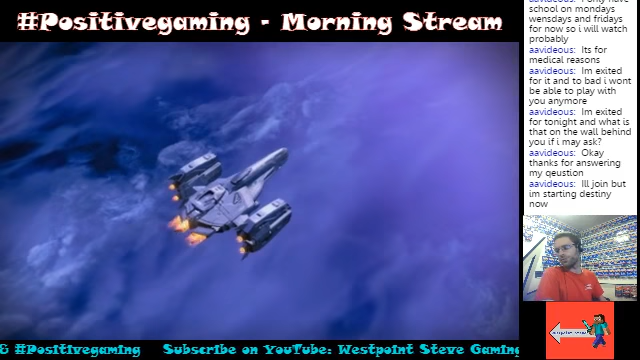 #Positivegaming - Morning Stream
school on mondays
wensdays and fridays
for now so i will watch
probably
aavideous: Its for
medical reasons
aavideous: Im exited
for it and to bad i wont
be able to play with
you anymore
aavideous: Im exited
for tonight and what is
that on the wall behind
you if i may ask?
aavideous: Okay
thanks for answering
my qeustion
aavideous: Ill join but
im starting destiny
now
& #Positivegaming Subscribe on YouTube: Westpoint Steve Gaming